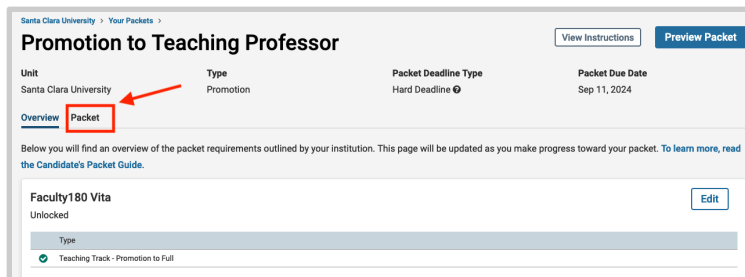 Santa Clara University > Your Packets >
Promotion to Teaching Professor
View Instructions
Preview Packet
Unit
Type
Packet Deadline Type
Packet Due Date
Santa Clara University
Promotion
Hard Deadline
Sep 11, 2024
Overview
Packet
Below you will find an overview of the packet requirements outlined by your institution. This page will be updated as you make progress toward your packet. To learn more, read
the Candidate's Packet Guide.
Faculty180 Vita
Edit
Unlocked
Type
Teaching Track - Promotion to Full